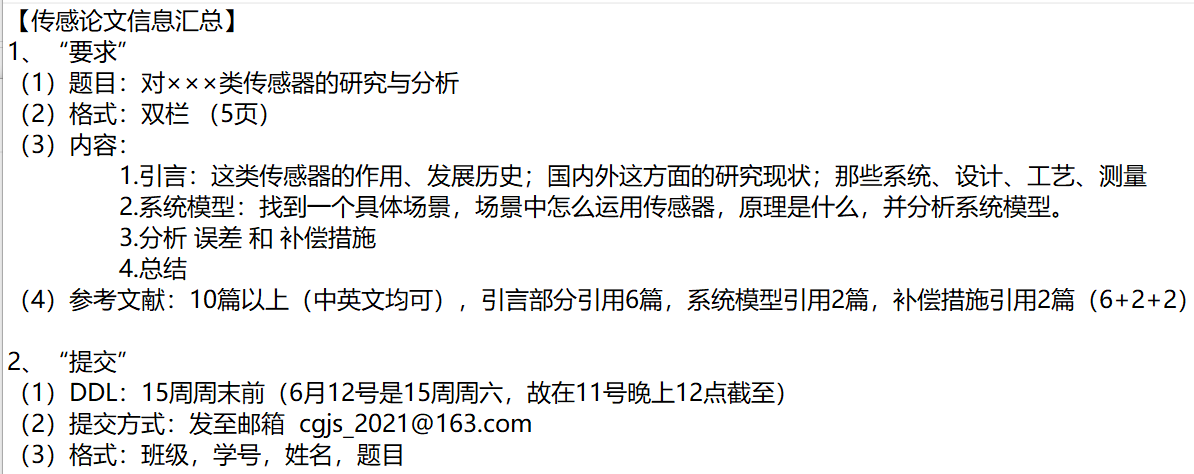 【传感论文信息汇总】
1、“要求”
（1）题目：对×××类传感器的研究与分析
（2）格式：双栏 （5页）
（3）内容：
1.引言：这类传感器的作用、发展历史；国内外这方面的研究现状；那些系统、设计、工艺、测量
2.系统模型：找到一个具体场景，场景中怎么运用传感器，原理是什么，并分析系统模型。
3.分析 误差 和 补偿措施
4.总结
（4）参考文献：10篇以上（中英文均可），引言部分引用6篇，系统模型引用2篇，补偿措施引用2篇（6+2+2）
2、“提交”
（1）DDL：15周周末前（6月12号是15周周六，故在11号晚上12点截至）
（2）提交方式：发至邮箱 cgjs_2021@163.com
（3）格式：班级，学号，姓名，题目